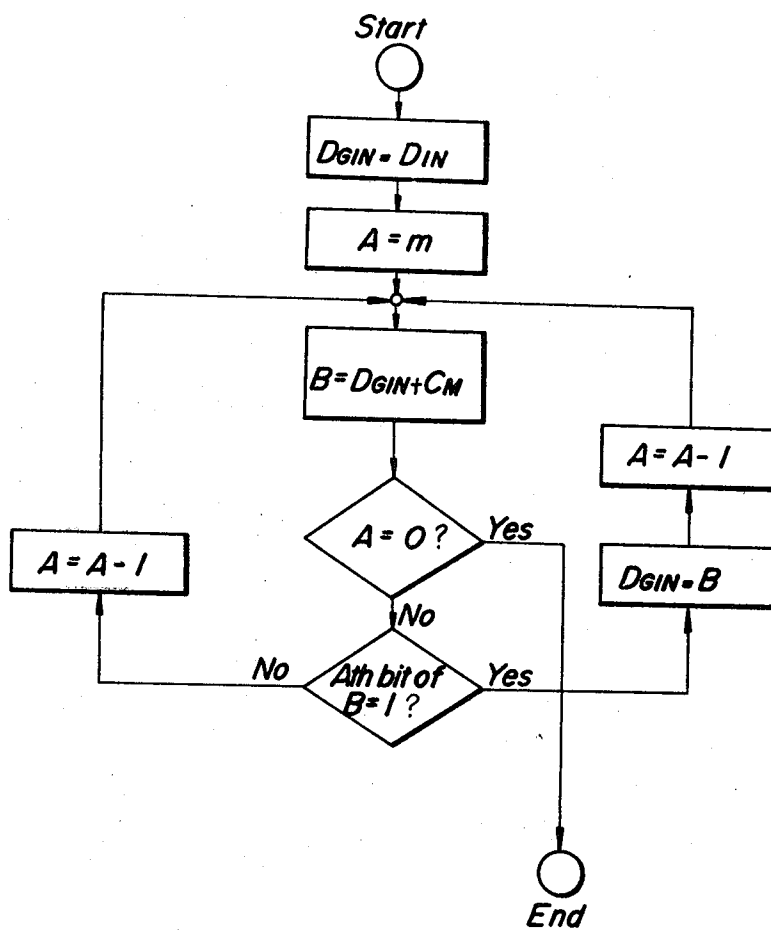 Start
DGIN = DIN
A = m
B = DGIN + CM
A = A - 1
A = 0 ?
Yes
A = A - 1
DGIN = B
No
No
Ath bit of
B = 1 ?
Yes
End